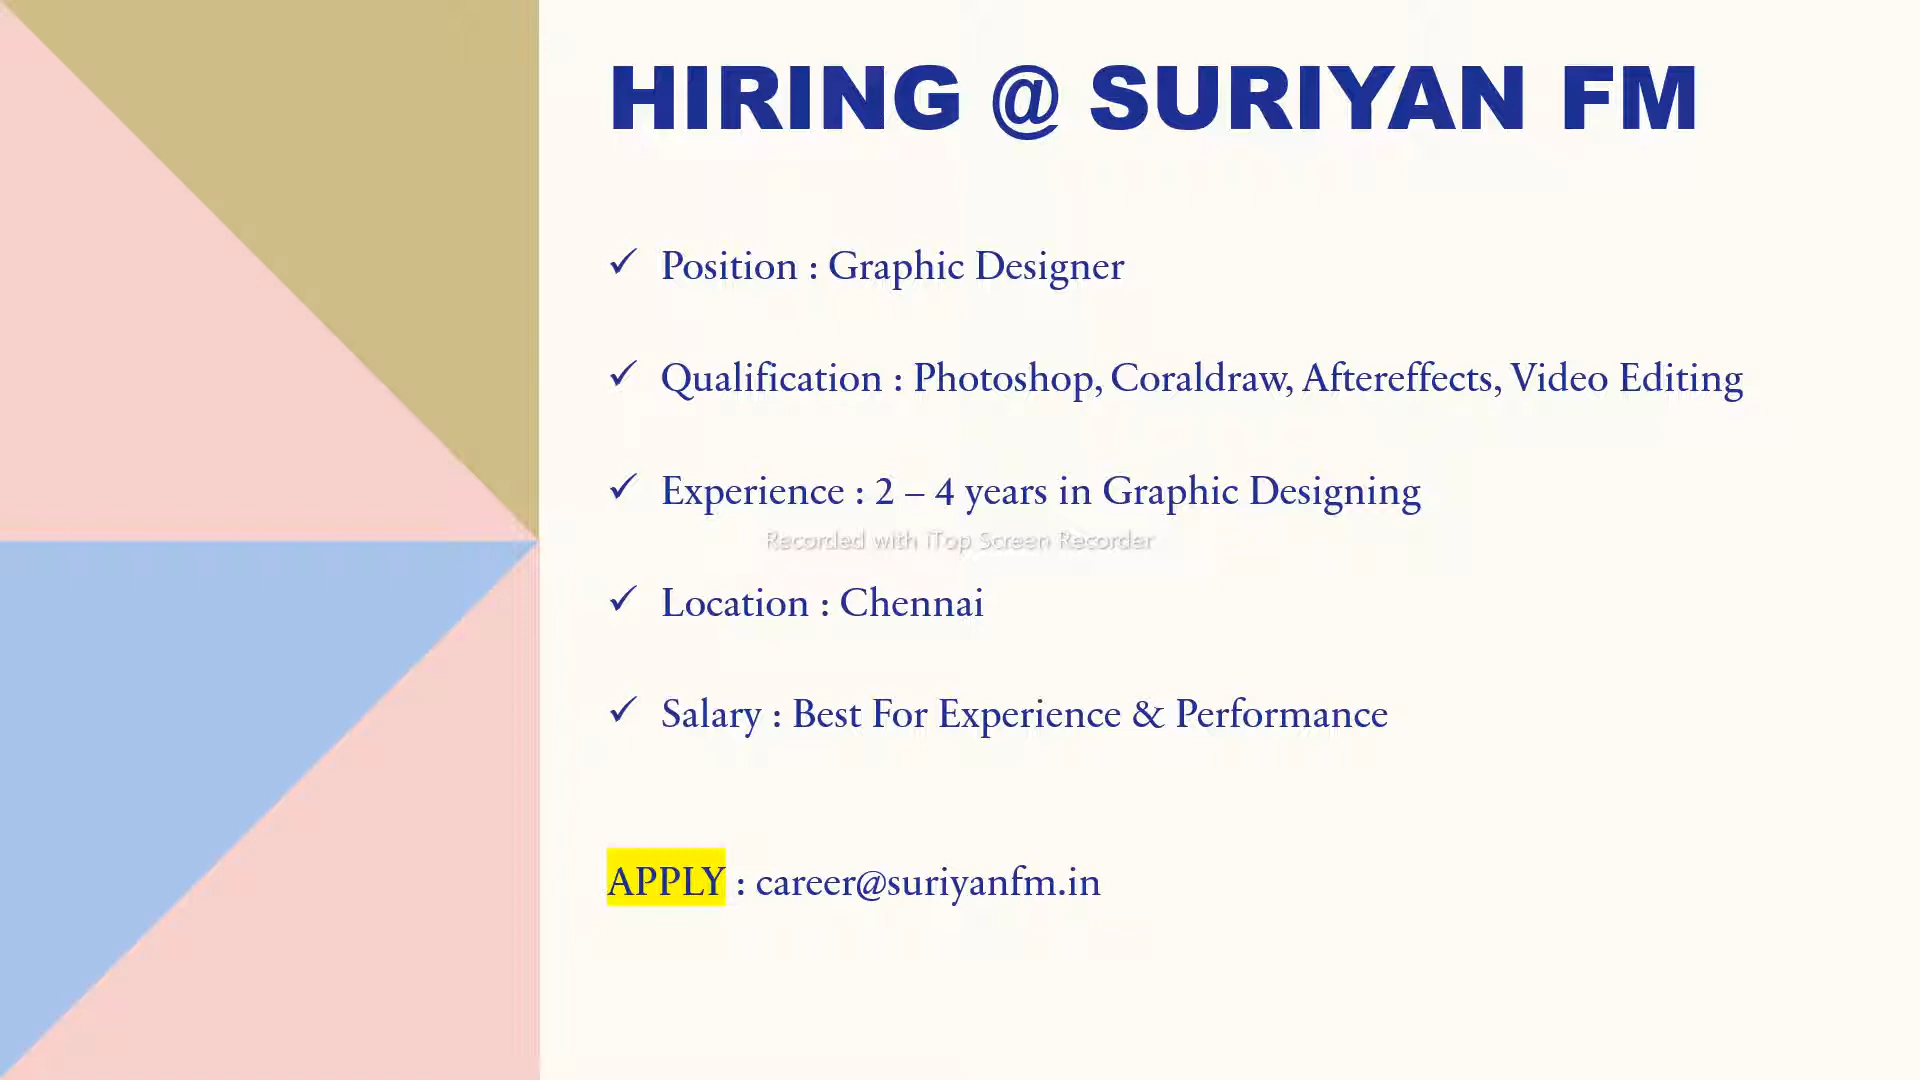 HIRING @ SURIYAN FM
✓ Position : Graphic Designer
✓ Qualification : Photoshop, Coraldraw, Aftereffects, Video Editing
✓ Experience : 2 – 4 years in Graphic Designing
Recorded with iTop Screen Recorder
✓ Location : Chennai
✓ Salary : Best For Experience & Performance
APPLY : career@suriyanfm.in